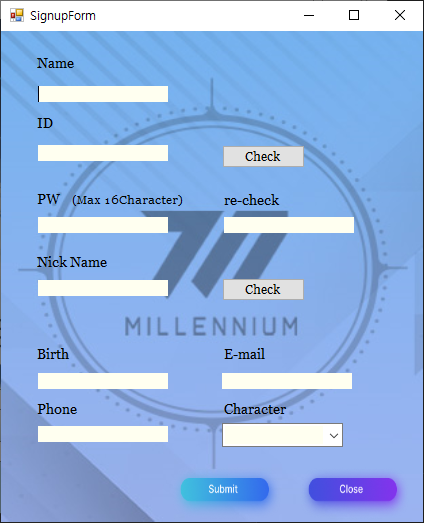 SignupForm
Name
ID
Check
PW (Max 16Character) re-check
Nick Name
Check
MILLENNIUM
Birth E-mail
Phone Character
Submit Close